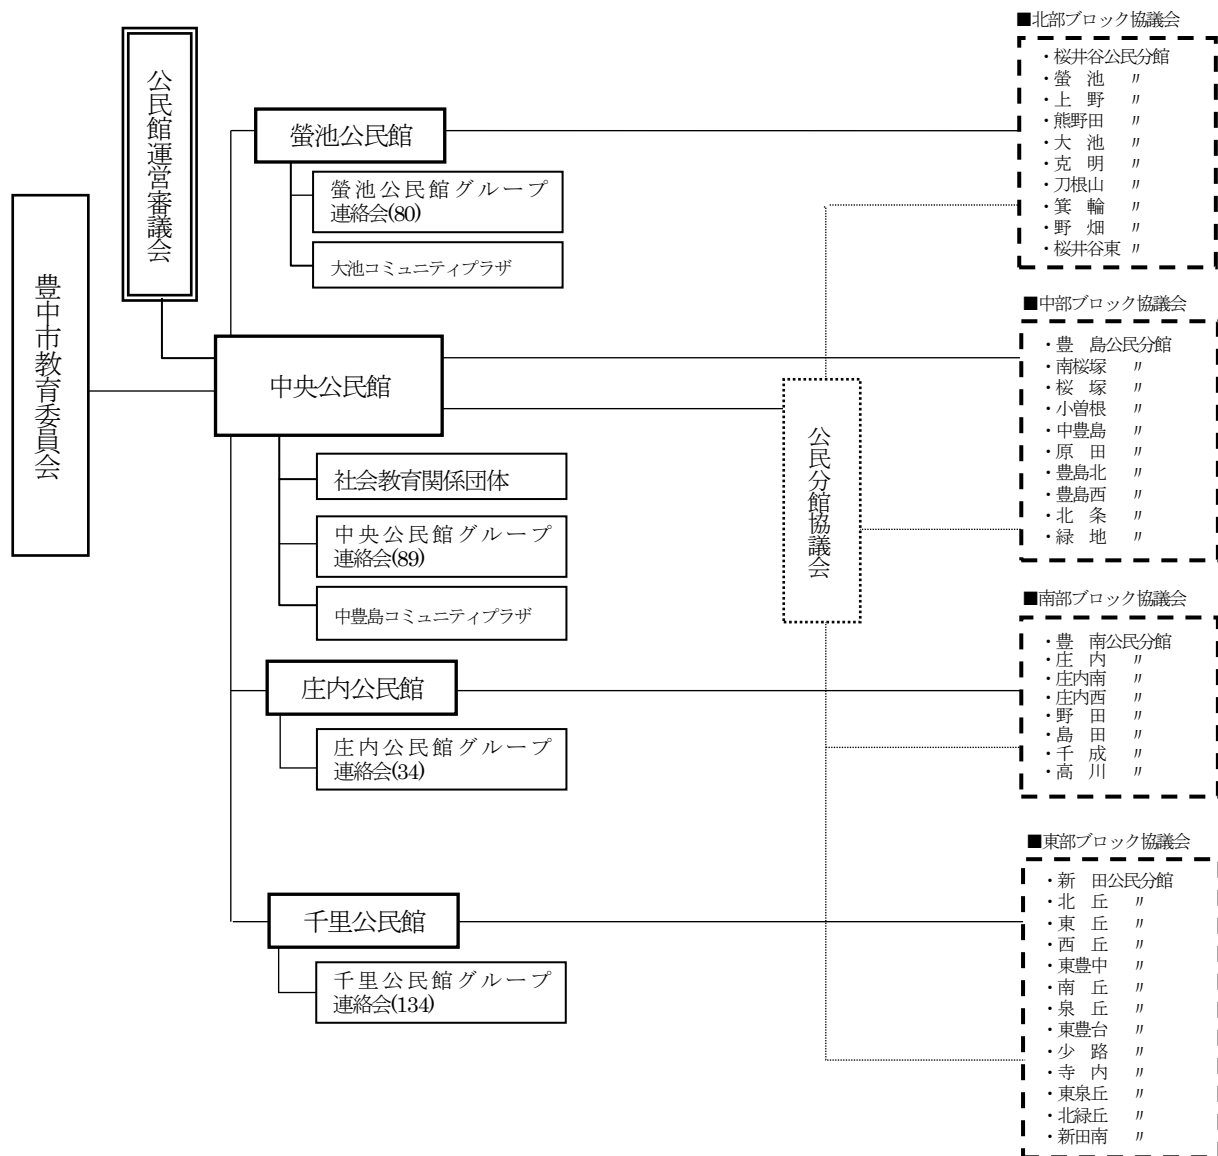 豊中市教育委員会
公民館運営審議会
螢池公民館
螢池公民館グループ
連絡会(80)
大池コミュニティプラザ
中央公民館
社会教育関係団体
中央公民館グループ
連絡会(89)
中豊島コミュニティプラザ
庄内公民館
庄内公民館グループ
連絡会(34)
千里公民館
千里公民館グループ
連絡会(134)
公民分館協議会
■北部ブロック協議会
・桜井谷公民分館
・螢　池　〃
・上　野　〃
・熊野田　〃
・大　池　〃
・克　明　〃
・刀根山　〃
・箕　輪　〃
・野　畑　〃
・桜井谷東 〃
■中部ブロック協議会
・豊　島公民分館
・南桜塚　〃
・桜　塚　〃
・小曽根　〃
・中豊島　〃
・原　田　〃
・豊島北　〃
・豊島西　〃
・北　条　〃
・緑　地　〃
■南部ブロック協議会
・豊　南公民分館
・庄　内　〃
・庄内南　〃
・庄内西　〃
・野　田　〃
・島　田　〃
・千　成　〃
・高　川　〃
■東部ブロック協議会
・新　田公民分館
・北　丘　〃
・東　丘　〃
・西　丘　〃
・東豊中　〃
・南　丘　〃
・泉　丘　〃
・東豊台　〃
・少　路　〃
・寺　内　〃
・東泉丘　〃
・北緑丘　〃
・新田南　〃